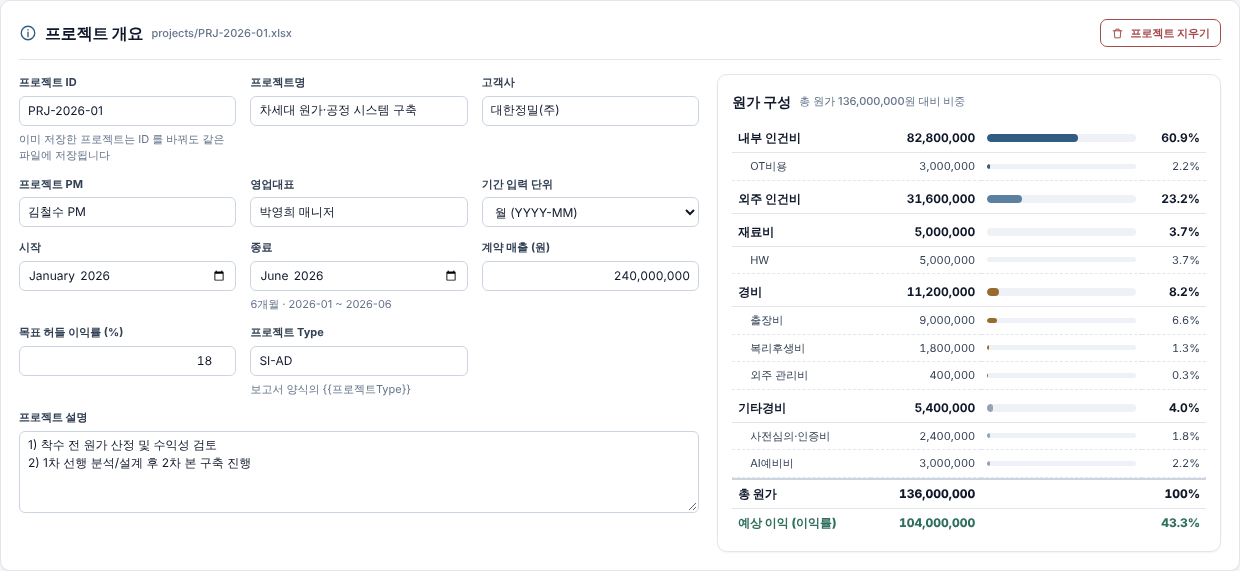 프로젝트 개요 projects/PRJ-2026-01.xlsx
프로젝트 지우기
프로젝트 ID
PRJ-2026-01
이미 저장한 프로젝트는 ID 를 바꿔도 같은
파일에 저장됩니다
프로젝트명
차세대 원가·공정 시스템 구축
고객사
대한정밀(주)
프로젝트 PM
김철수 PM
영업대표
박영희 매니저
기간 입력 단위
월 (YYYY-MM)
시작
January 2026
종료
June 2026
6개월 · 2026-01 ~ 2026-06
계약 매출 (원)
240,000,000
목표 허들 이익률 (%)
18
프로젝트 Type
SI-AD
보고서 양식의 {{프로젝트Type}}
프로젝트 설명
1) 착수 전 원가 산정 및 수익성 검토
2) 1차 선행 분석/설계 후 2차 본 구축 진행
원가 구성 총 원가 136,000,000원 대비 비중
내부 인건비 82,800,000 60.9%
OT비용 3,000,000 2.2%
외주 인건비 31,600,000 23.2%
재료비 5,000,000 3.7%
HW 5,000,000 3.7%
경비 11,200,000 8.2%
출장비 9,000,000 6.6%
복리후생비 1,800,000 1.3%
외주 관리비 400,000 0.3%
기타경비 5,400,000 4.0%
사전심의·인증비 2,400,000 1.8%
AI예비비 3,000,000 2.2%
총 원가 136,000,000 100%
예상 이익 (이익률) 104,000,000 43.3%